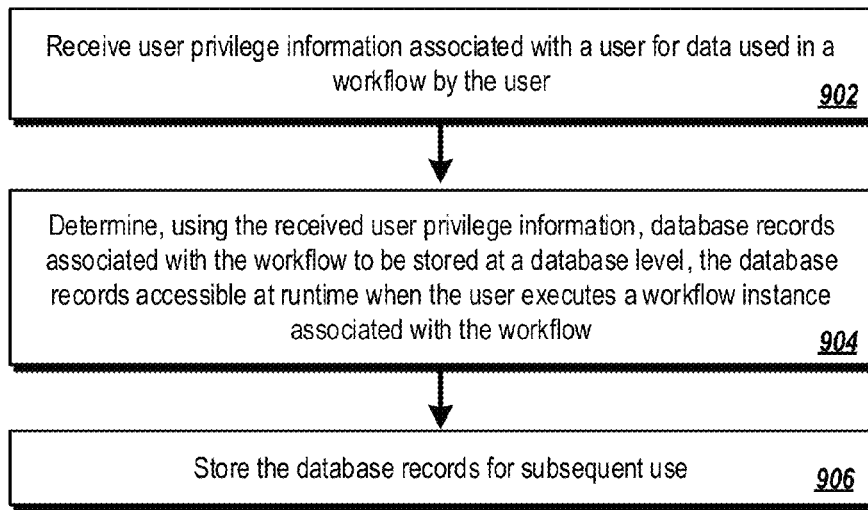 Receive user privilege information associated with a user for data used in a
workflow by the user
902
Determine, using the received user privilege information, database records
associated with the workflow to be stored at a database level, the database
records accessible at runtime when the user executes a workflow instance
associated with the workflow
904
Store the database records for subsequent use
906